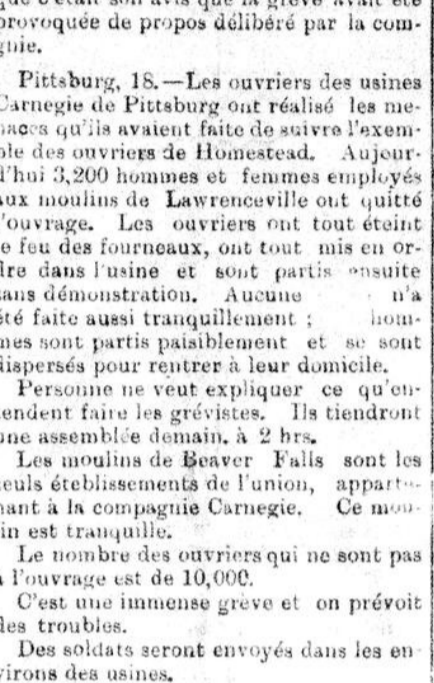 que c'était son avis que la grève avait été
provoquée de propos délibéré par la com-
gnie.
Pittsburg, 18.—Les ouvriers des usines
Carnegie de Pittsburg ont réalisé les me-
naces qu'ils avaient faite de suivre l'exem-
ple des ouvriers de Homestead. Aujour-
d'hui 3,200 hommes et femmes employés
aux moulins de Lawrenceville ont quitté
l'ouvrage. Les ouvriers ont tout éteint
le feu des fourneaux, ont tout mis en or-
dre dans l'usine et sont partis ensuite
sans démonstration. Aucune n'a
été faite aussi tranquillement ; hom-
mes sont partis paisiblement et se sont
dispersés pour rentrer à leur domicile.
Personne ne veut expliquer ce qu'en-
tendent faire les grévistes. Ils tiendront
une assemblée demain. à 2 hrs.
Les moulins de Beaver Falls sont les
seuls éteblissements de l'union, apparte-
nant à la compagnie Carnegie. Ce mou-
lin est tranquille.
Le nombre des ouvriers qui ne sont pas
à l'ouvrage est de 10,000.
C'est une immense grève et on prévoit
des troubles.
Des soldats seront envoyés dans les en-
virons des usines.